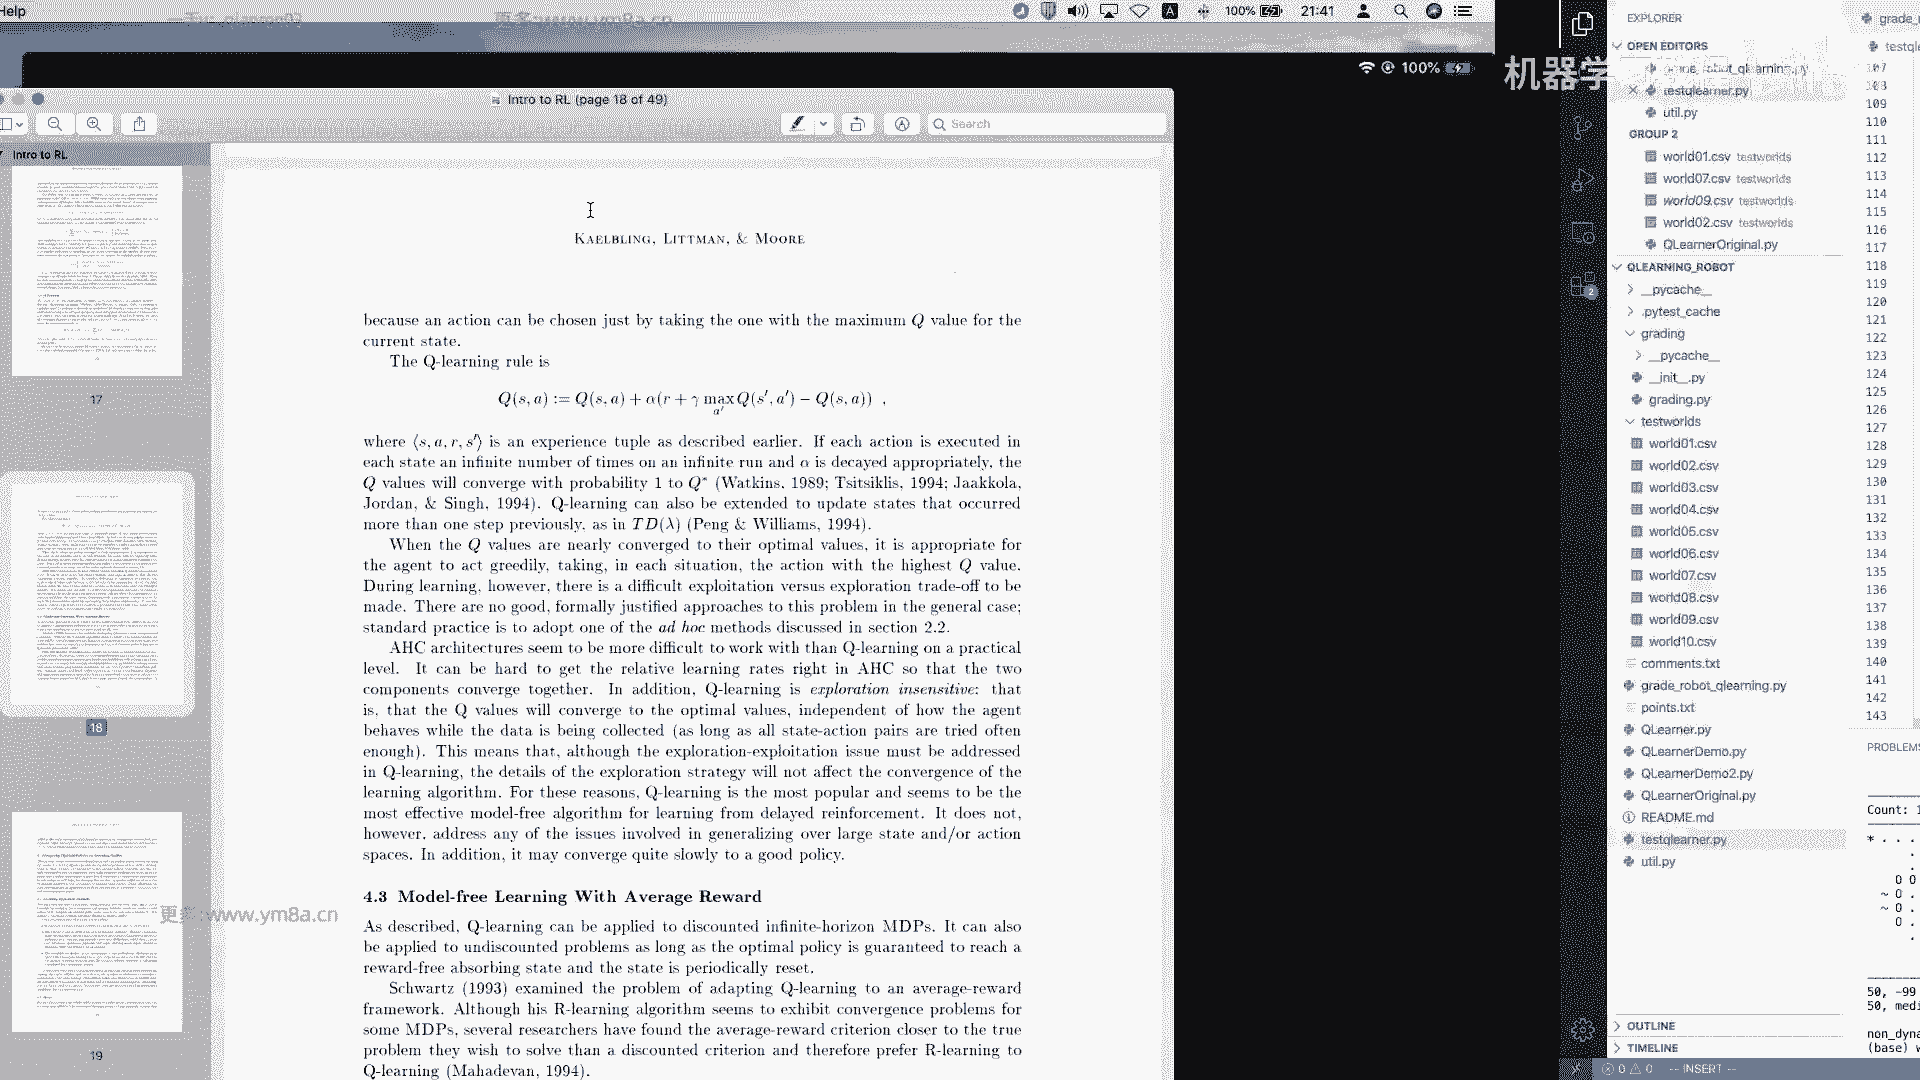 Help
更多:www.ym8a.cn
100%
21:41
100%
机器学
Intro to RL (page 18 of 49)
Search
Intro to RL
17
18
19
KAELBLING, LITTMAN, & MOORE
because an action can be chosen just by taking the one with the maximum Q value for the
current state.
The Q-learning rule is
Q(s, a) := Q(s, a) + α(r + γ max Q(s′, a′) − Q(s, a)) ,
a′
where ⟨s, a, r, s′⟩ is an experience tuple as described earlier. If each action is executed in
each state an infinite number of times on an infinite run and α is decayed appropriately, the
Q values will converge with probability 1 to Q* (Watkins, 1989; Tsitsiklis, 1994; Jaakkola,
Jordan, & Singh, 1994). Q-learning can also be extended to update states that occurred
more than one step previously, as in TD(λ) (Peng & Williams, 1994).
When the Q values are nearly converged to their optimal values, it is appropriate for
the agent to act greedily, taking, in each situation, the action with the highest Q value.
During learning, however, there is a difficult exploitation versus exploration trade-off to be
made. There are no good, formally justified approaches to this problem in the general case;
standard practice is to adopt one of the ad hoc methods discussed in section 2.2.
AHC architectures seem to be more difficult to work with than Q-learning on a practical
level. It can be hard to get the relative learning rates right in AHC so that the two
components converge together. In addition, Q-learning is exploration insensitive: that
is, that the Q values will converge to the optimal values, independent of how the agent
behaves while the data is being collected (as long as all state-action pairs are tried often
enough). This means that, although the exploration-exploitation issue must be addressed
in Q-learning, the details of the exploration strategy will not affect the convergence of the
learning algorithm. For these reasons, Q-learning is the most popular and seems to be the
most effective model-free algorithm for learning from delayed reinforcement. It does not,
however, address any of the issues involved in generalizing over large state and/or action
spaces. In addition, it may converge quite slowly to a good policy.
4.3 Model-free Learning With Average Reward
As described, Q-learning can be applied to discounted infinite-horizon MDPs. It can also
be applied to undiscounted problems as long as the optimal policy is guaranteed to reach a
reward-free absorbing state and the state is periodically reset.
Schwartz (1993) examined the problem of adapting Q-learning to an average-reward
framework. Although his R-learning algorithm seems to exhibit convergence problems for
some MDPs, several researchers have found the average-reward criterion closer to the true
problem they wish to solve than a discounted criterion and therefore prefer R-learning to
Q-learning (Mahadevan, 1994).
更多:www.ym8a.cn
EXPLORER
OPEN EDITORS
testqlearner.py
util.py
GROUP 2
world01.csv testworlds
world07.csv testworlds
world09.csv testworlds
world02.csv testworlds
QLearnerOriginal.py
QLEARNING_ROBOT
__pycache__
.pytest_cache
grading
__pycache__
__init__.py
grading.py
testworlds
world01.csv
world02.csv
world03.csv
world04.csv
world05.csv
world06.csv
world07.csv
world08.csv
world09.csv
world10.csv
comments.txt
grade_robot_qlearning.py
points.txt
QLearner.py
QLearnerDemo.py
QLearnerDemo2.py
QLearnerOriginal.py
README.md
testqlearner.py
util.py
OUTLINE
TIMELINE
2
0 0
-- INSERT --
grade_
testqle
107
108
109
110
111
112
113
114
115
116
117
118
119
120
121
122
123
124
125
126
127
128
129
130
131
132
133
134
135
136
137
138
139
140
141
142
143
PROBLEMS
Count: 1
* . . .
.
.
0 0
~ 0 .
~ 0 .
0 .
.
50, -99
50, medi
non_dyna
(base) w